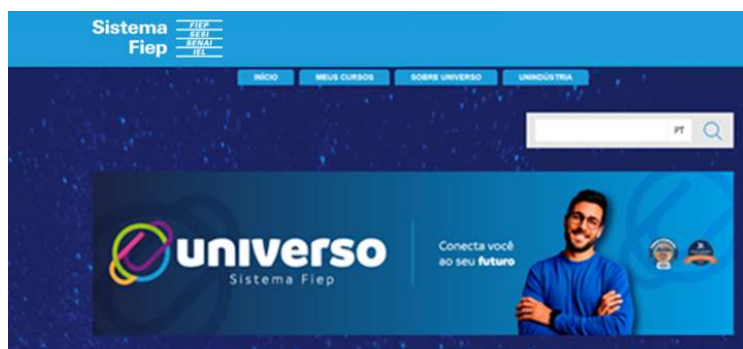 Sistema
Fiep
FIEP
SESI
SENAI
IEL
INÍCIO MEUS CURSOS SOBRE UNIVERSO UNINDÚSTRIA
PT
universo
Sistema Fiep
Conecta você
ao seu futuro